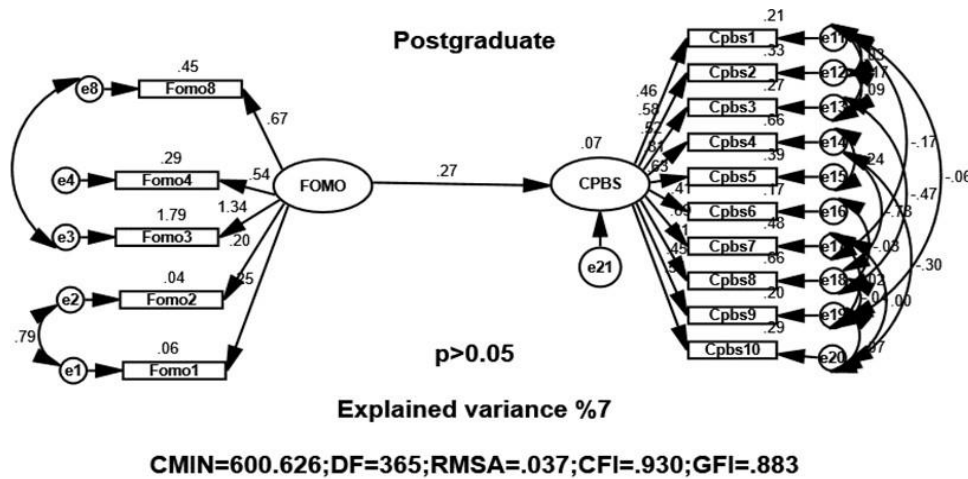 Postgraduate
.45
e8 Fomo8
.67
.29
e4 Fomo4
.54
1.79
e3 Fomo3
1.34
.04
e2 Fomo2
.20
.79
.06
e1 Fomo1
FOMO
.27
.07
CPBS
e21
.21
Cpbs1 e11
.33
Cpbs2 e12
.27
Cpbs3 e13
.66
Cpbs4 e14
.39
Cpbs5 e15
.17
Cpbs6 e16
.48
Cpbs7
.66
Cpbs8 e18
.20
Cpbs9 e19
.29
Cpbs10 e20
.46
.58
.52
.63
.41
.45
.09
-.17
-.06
.24
-.47
-.03
-.30
.00
p>0.05
Explained variance %7
CMIN=600.626;DF=365;RMSA=.037;CFI=.930;GFI=.883